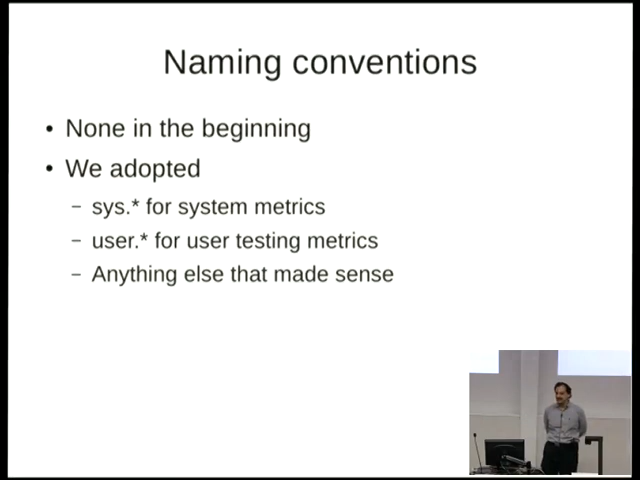 Naming conventions
• None in the beginning
• We adopted
– sys.* for system metrics
– user.* for user testing metrics
– Anything else that made sense